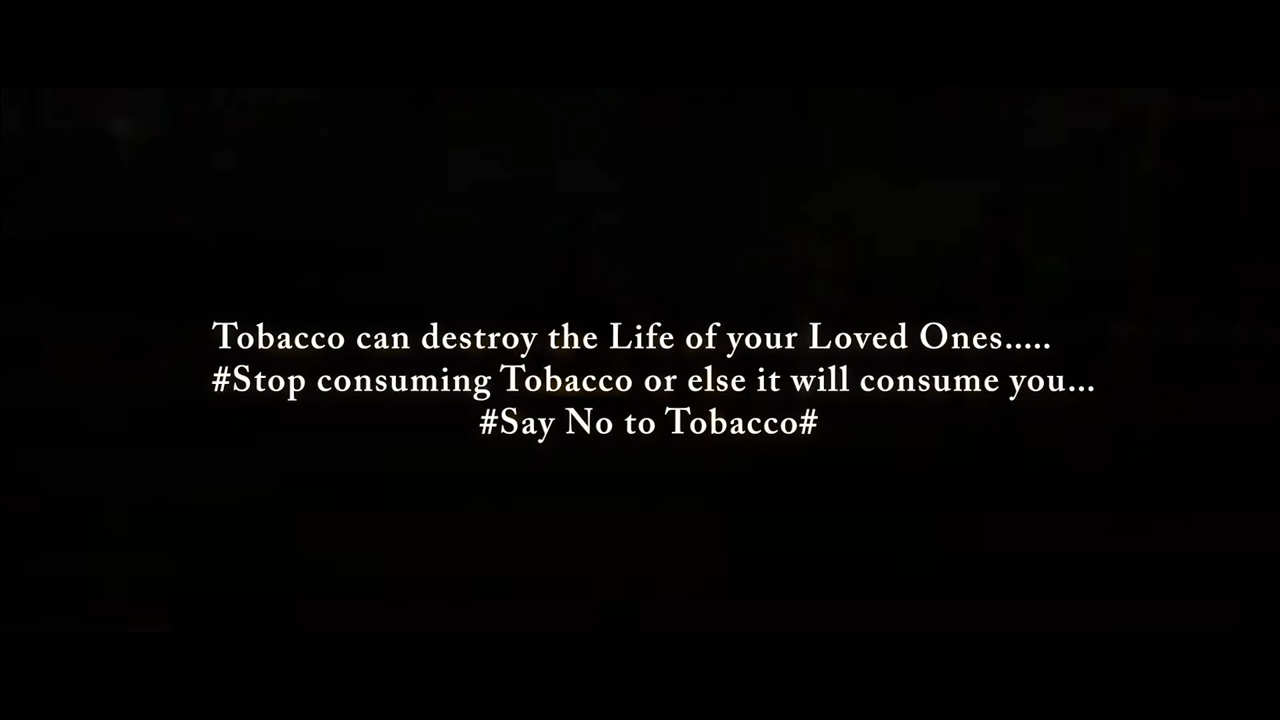 Tobacco can destroy the Life of your Loved Ones.....
#Stop consuming Tobacco or else it will consume you...
#Say No to Tobacco#